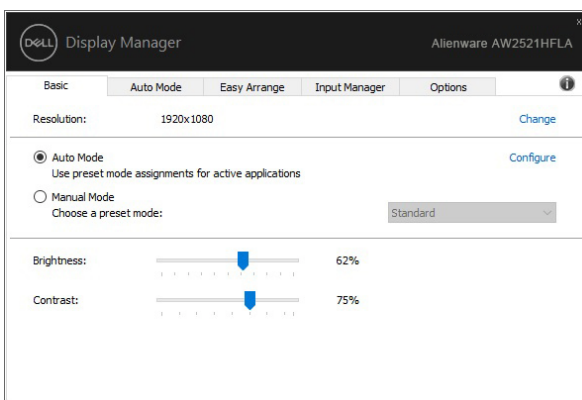 DELL Display Manager
Alienware AW2521HFLA
Basic Auto Mode Easy Arrange Input Manager Options
Resolution: 1920x1080 Change
Auto Mode Configure
Use preset mode assignments for active applications
Manual Mode
Choose a preset mode: Standard
Brightness: 62%
Contrast: 75%